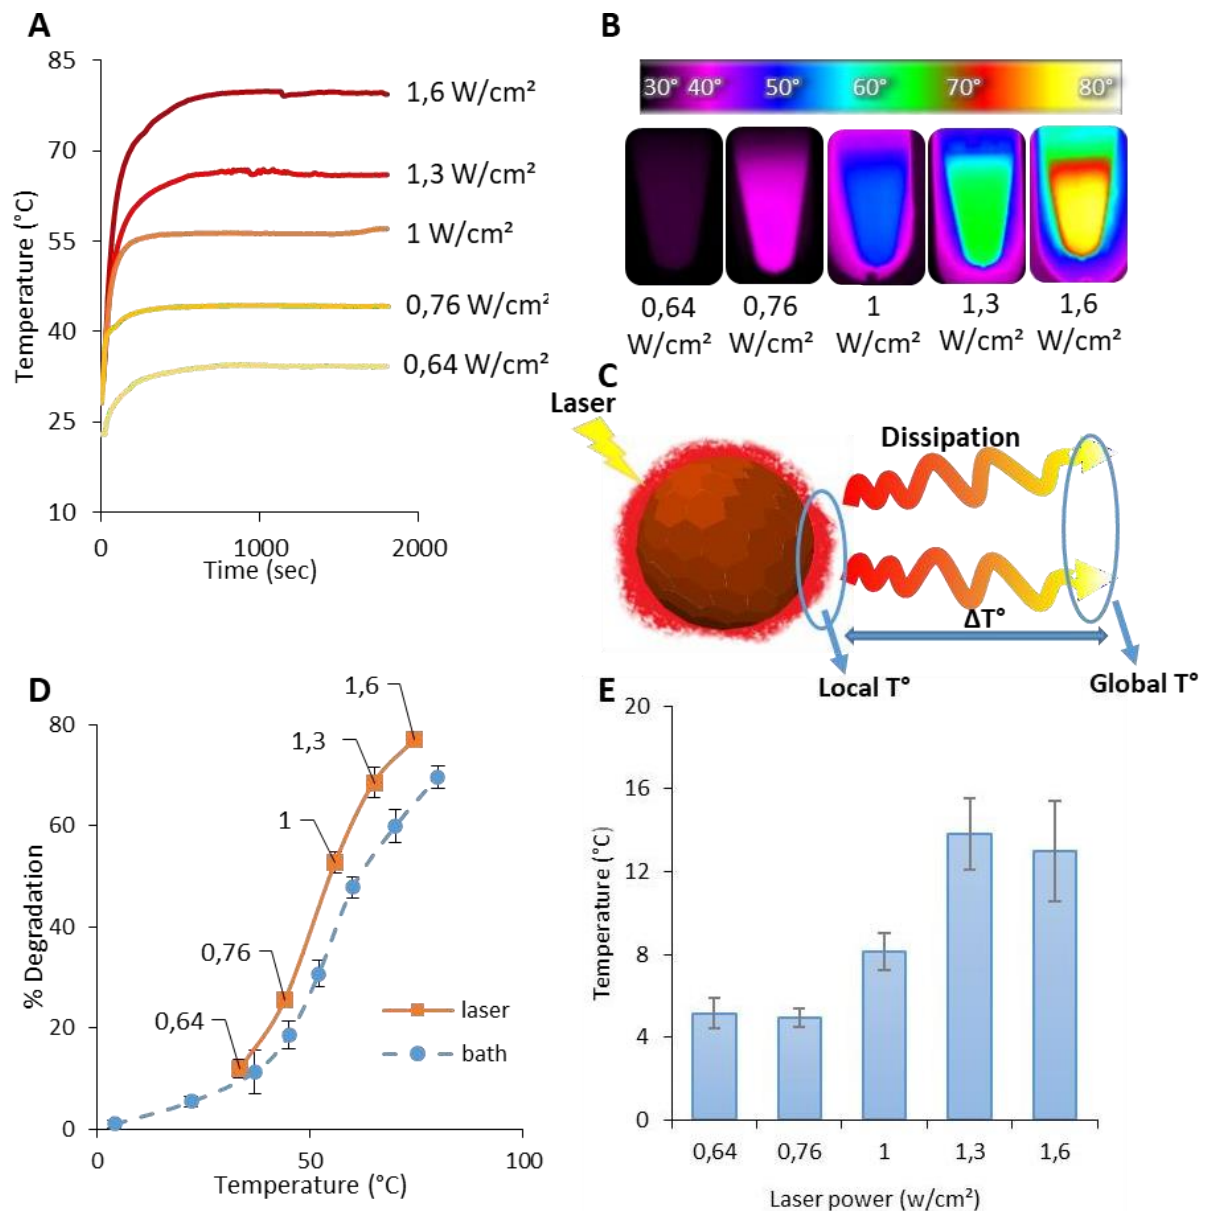 A
85
70
55
40
25
10
Temperature (°C)
0
1000
2000
Time (sec)
1,6 W/cm²
1,3 W/cm²
1 W/cm²
0,76 W/cm²
0,64 W/cm²
B
30° 40° 50° 60° 70° 80°
0,64
W/cm²
0,76
W/cm²
1
W/cm²
1,3
W/cm²
1,6
W/cm²
C
Laser
Dissipation
ΔT°
Local T°
Global T°
D
80
60
40
20
0
% Degradation
0
50
100
Temperature (°C)
1,6
1,3
1
0,76
0,64
laser
bath
E
20
16
12
8
4
0
Temperature (°C)
0,64
0,76
1
1,3
1,6
Laser power (w/cm²)